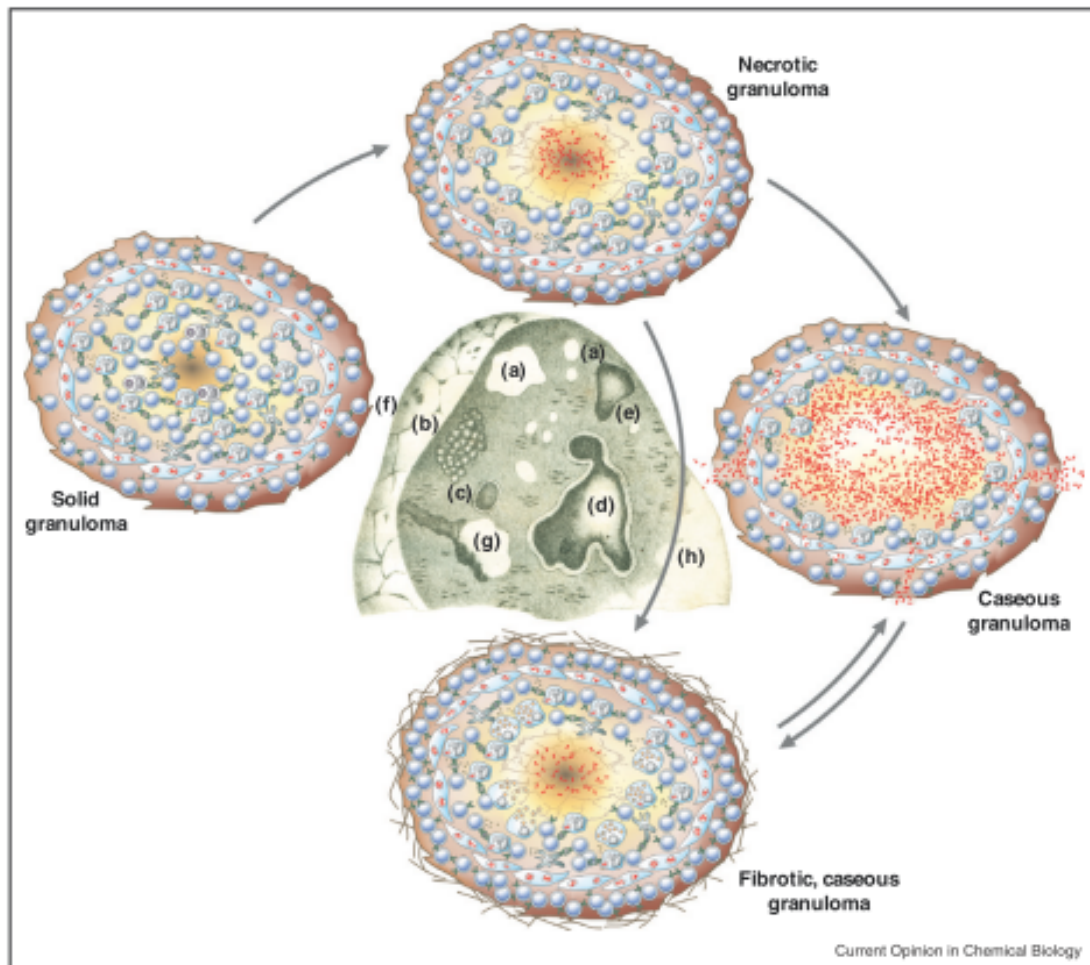 Necrotic
granuloma
(a)
(a)
(e)
(f)
(b)
(c)
(d)
(g)
(h)
Solid
granuloma
Caseous
granuloma
Fibrotic, caseous
granuloma
Current Opinion in Chemical Biology